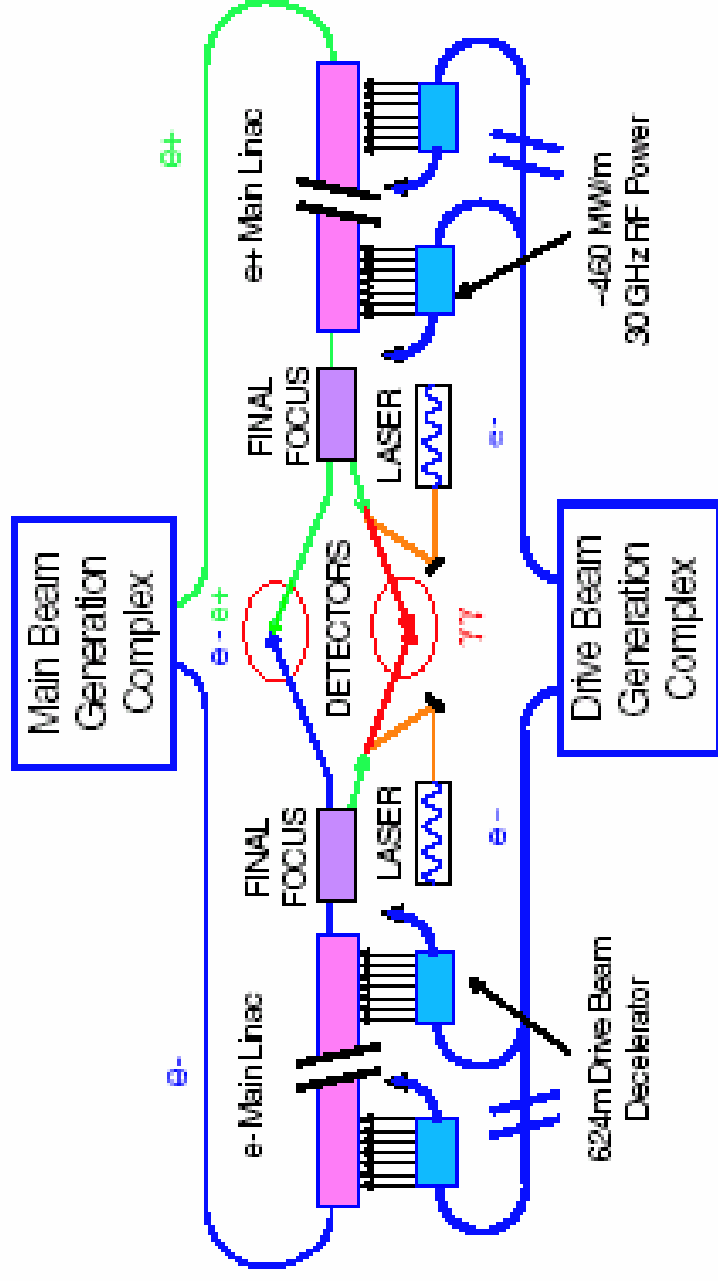 Main Beam
Generation
Complex
e-
e+
e- Main Linac
FINAL
FOCUS
e- e+
FINAL
FOCUS
e+ Main Linac
DETECTORS
LASER
LASER
γγ
e-
e-
624m Drive Beam
Decelerator
Drive Beam
Generation
Complex
~460 MW/m
30 GHz RF Power